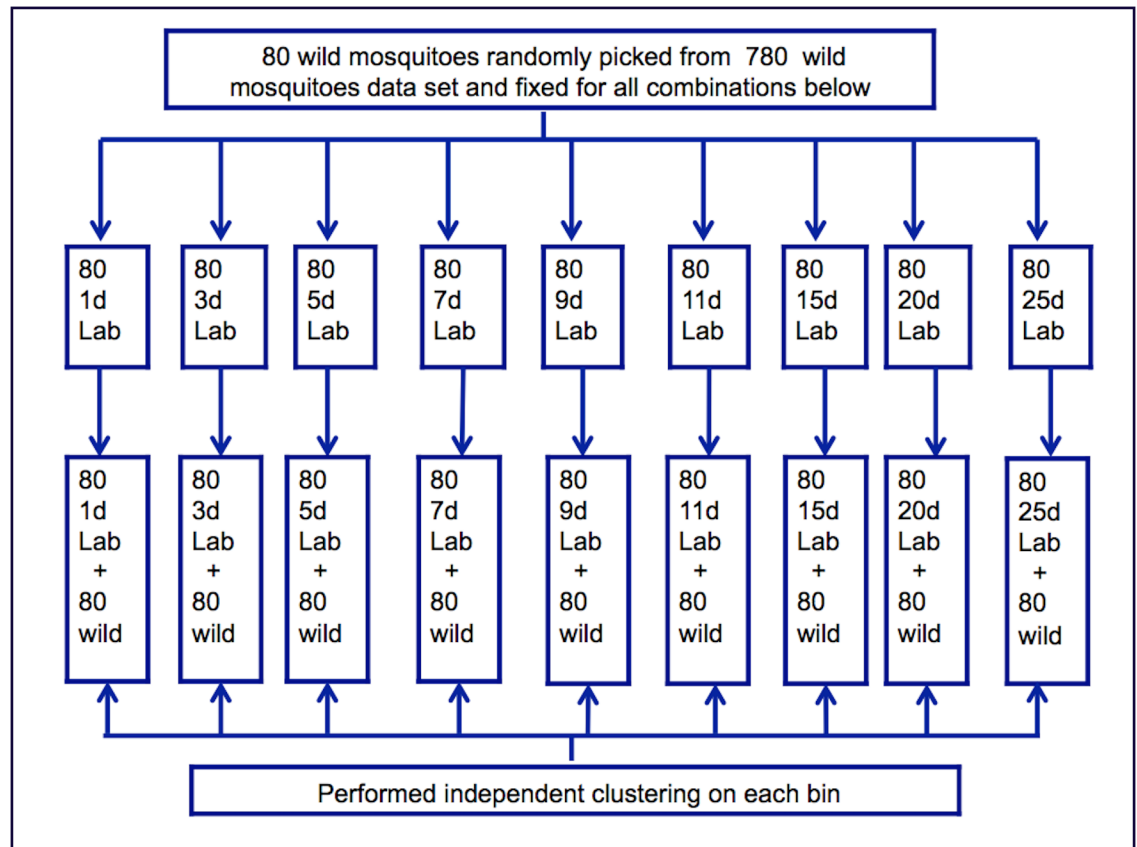 80 wild mosquitoes randomly picked from 780 wild
mosquitoes data set and fixed for all combinations below
80
1d
Lab
80
3d
Lab
80
5d
Lab
80
7d
Lab
80
9d
Lab
80
11d
Lab
80
15d
Lab
80
20d
Lab
80
25d
Lab
80
1d
Lab
+
80
wild
80
3d
Lab
+
80
wild
80
5d
Lab
+
80
wild
80
7d
Lab
+
80
wild
80
9d
Lab
+
80
wild
80
11d
Lab
+
80
wild
80
15d
Lab
+
80
wild
80
20d
Lab
+
80
wild
80
25d
Lab
+
80
wild
Performed independent clustering on each bin